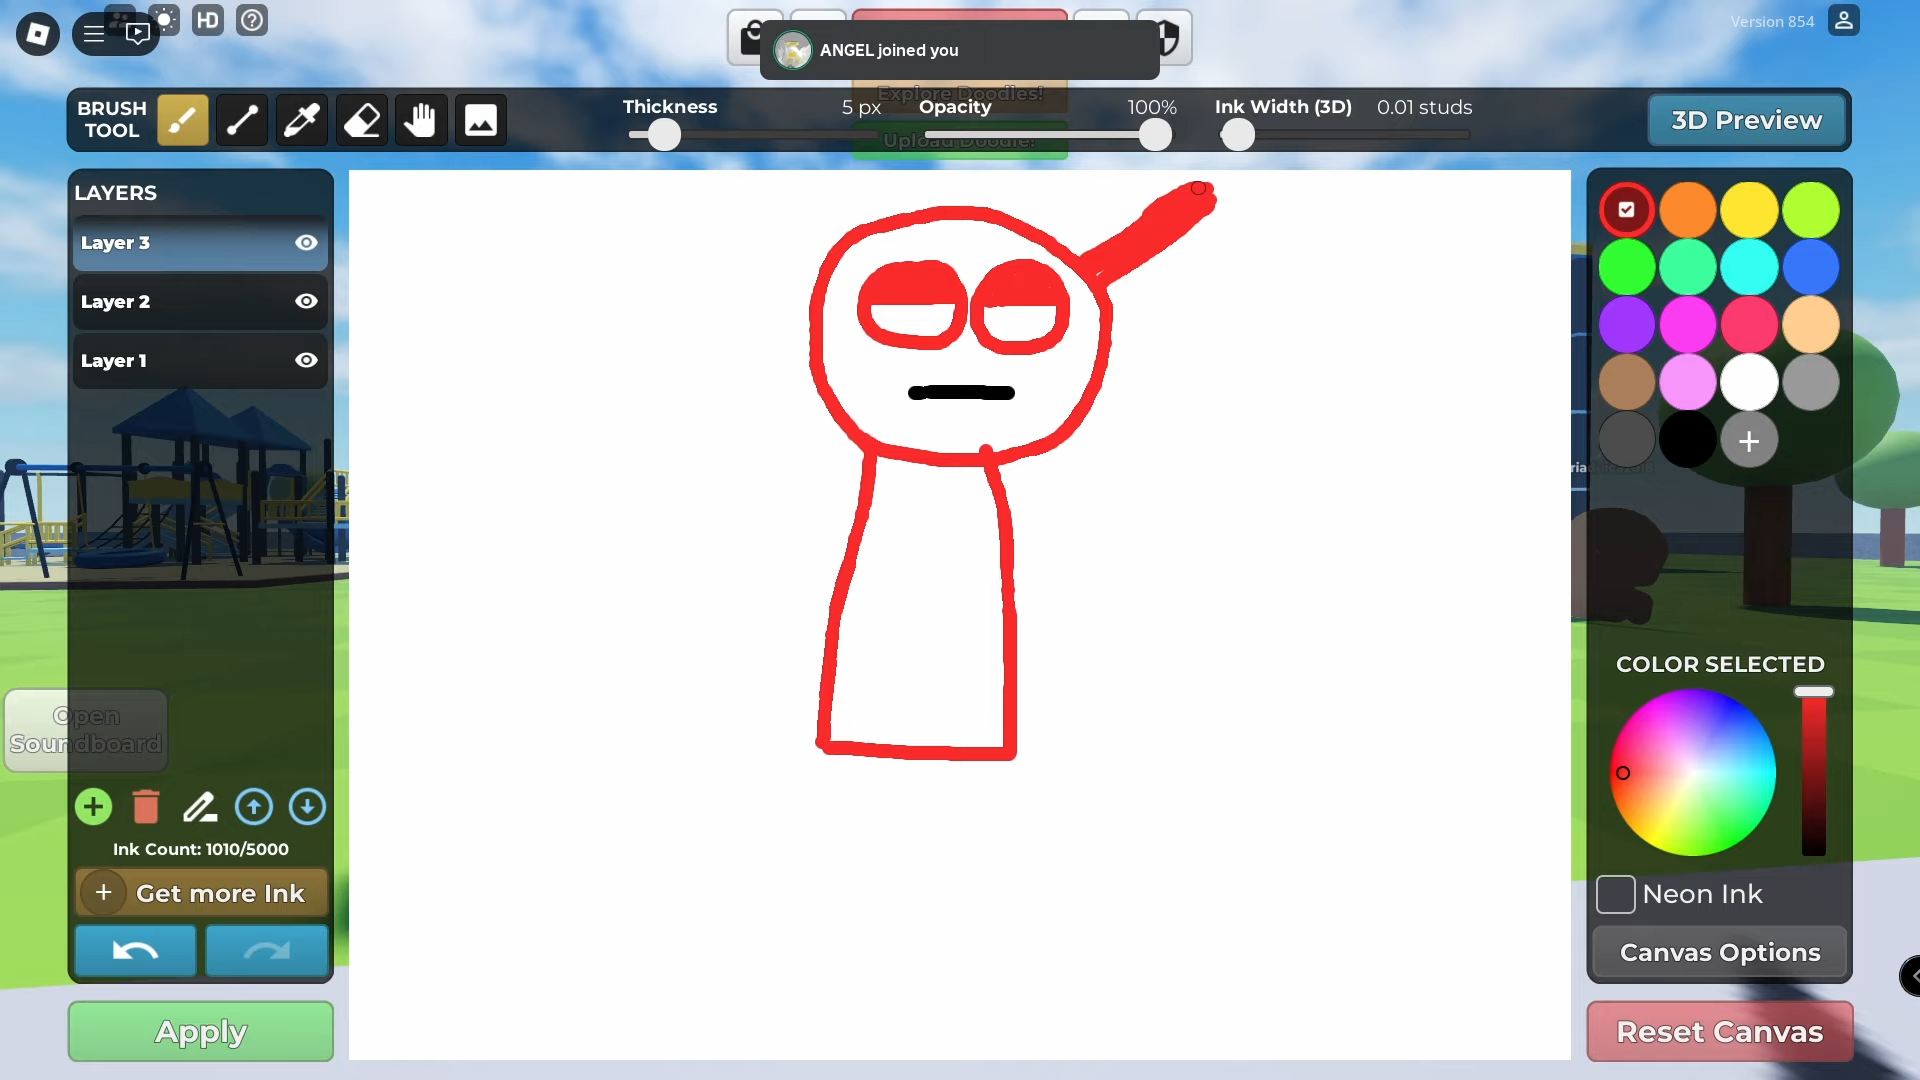 HD
Version 854
ANGEL joined you
Explore Doodles!
Upload Doodle!
BRUSH
TOOL
Thickness
5 px
Opacity
100%
Ink Width (3D)
0.01 studs
3D Preview
LAYERS
Layer 3
Layer 2
Layer 1
Open
Soundboard
Ink Count: 1010/5000
+ Get more Ink
Apply
COLOR SELECTED
Neon Ink
Canvas Options
Reset Canvas